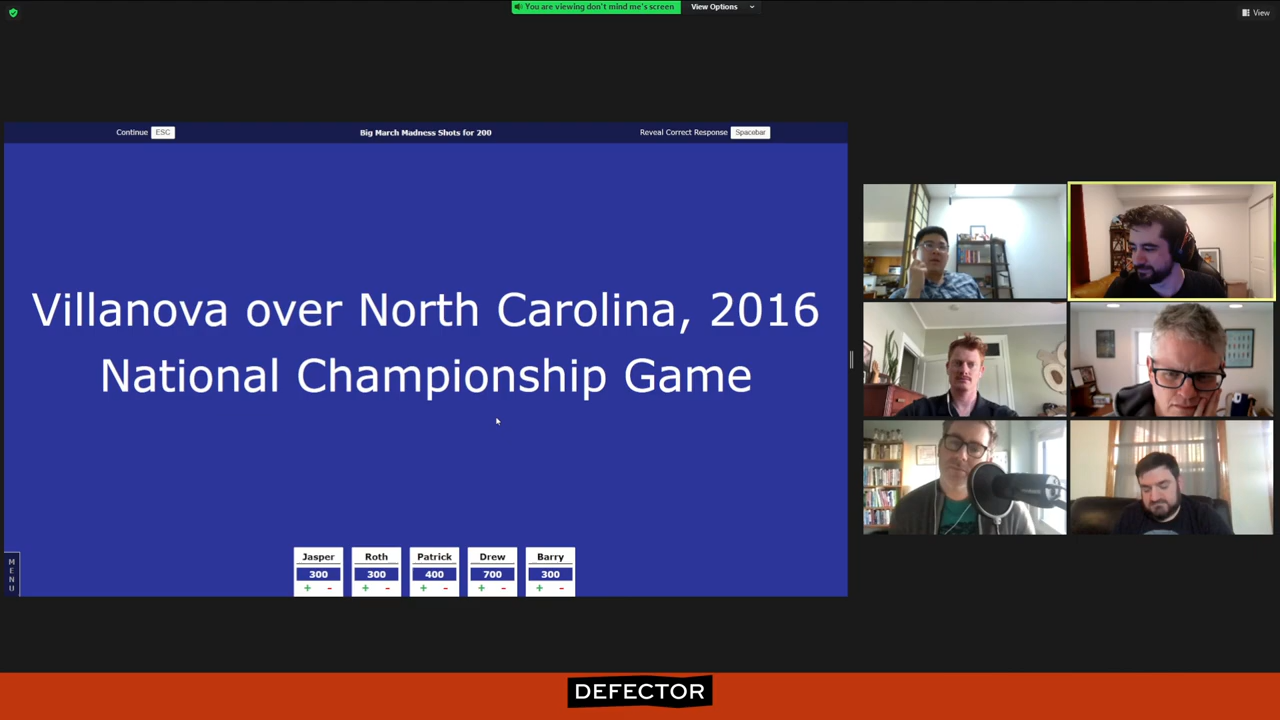 You are viewing don't mind me's screen
View Options
View
Continue ESC
Big March Madness Shots for 200
Reveal Correct Response Spacebar
Villanova over North Carolina, 2016
National Championship Game
MENU
Jasper Roth Patrick Drew Barry
300 300 400 700 300
+ - + - + - + - + -
DEFECTOR